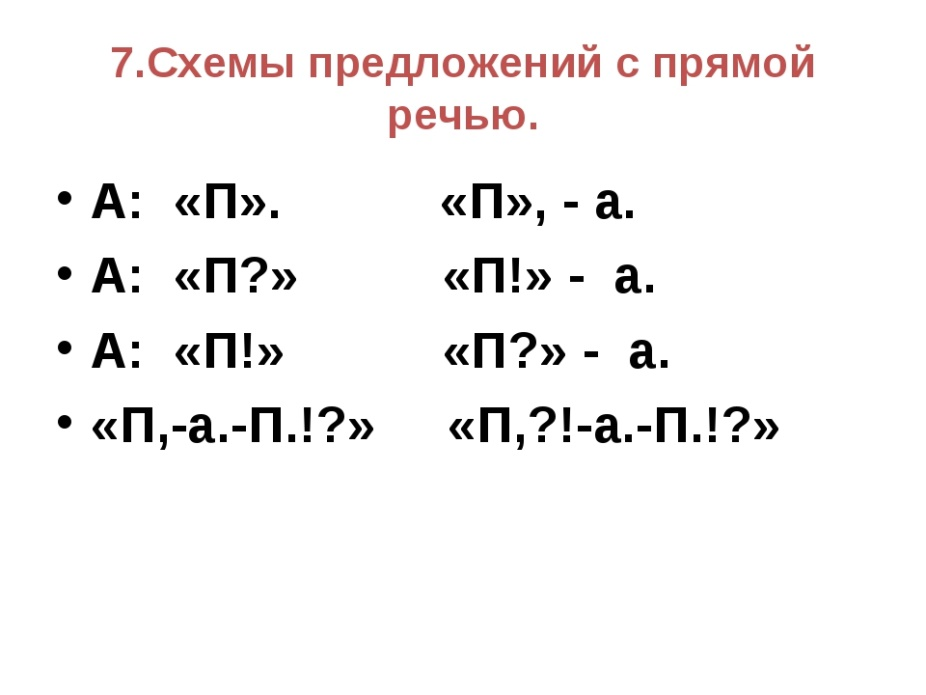 7.Схемы предложений с прямой
речью.
• А: «П». «П», - а.
• А: «П?» «П!» - а.
• А: «П!» «П?» - а.
• «П,-а.-П.!?» «П,?!-а.-П.!?»